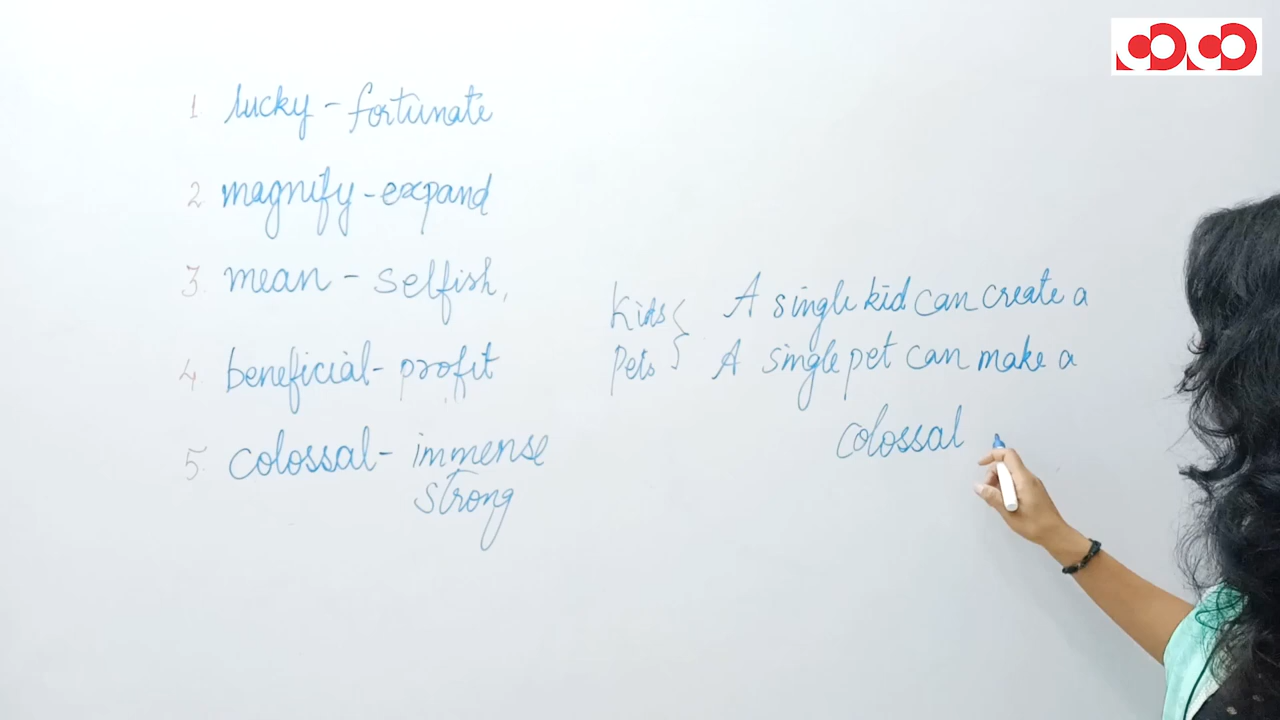 1 lucky - fortunate
2 magnify - expand
3. mean - selfish,
4. beneficial - profit
5. colossal - immense
strong
Kids { A single kid can create a
Pets { A single pet can make a
colossal